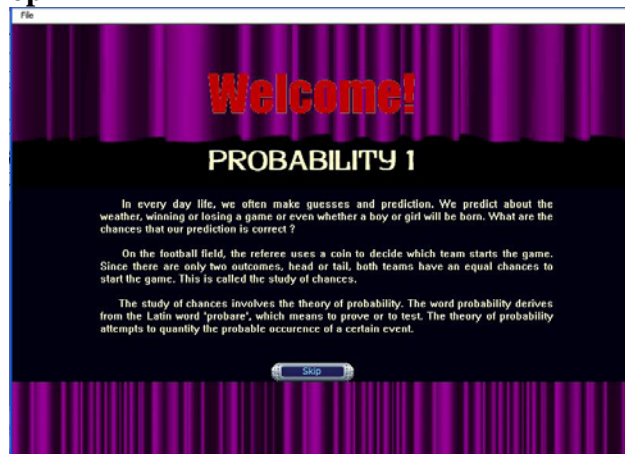 File
Welcome!
PROBABILITY 1
In every day life, we often make guesses and prediction. We predict about the
weather, winning or losing a game or even whether a boy or girl will be born. What are the
chances that our prediction is correct ?
On the football field, the referee uses a coin to decide which team starts the game.
Since there are only two outcomes, head or tail, both teams have an equal chances to
start the game. This is called the study of chances.
The study of chances involves the theory of probability. The word probability derives
from the Latin word 'probare', which means to prove or to test. The theory of probability
attempts to quantity the probable occurence of a certain event.
Skip